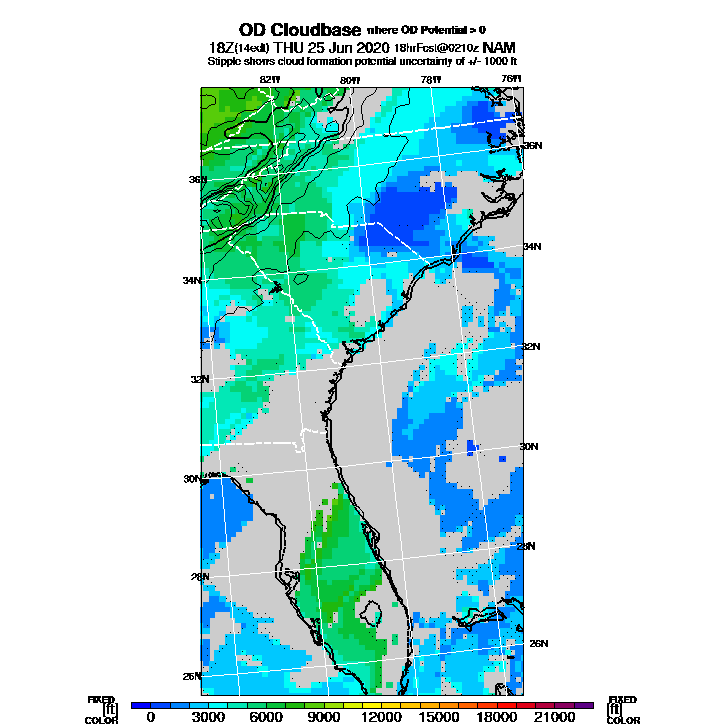 OD Cloudbase where OD Potential > 0
18Z(14edt) THU 25 Jun 2020 18hrFcst@0210z NAM
Stipple shows cloud formation potential uncertainty of +/- 1000 ft
82W 80W 78W 76W
36N
36N
34N
34N
32N
32N
30N
30N
28N
28N
26N
26N
FIXED FIXED
[ft] [ft]
COLOR 0 3000 6000 9000 12000 15000 18000 21000 COLOR